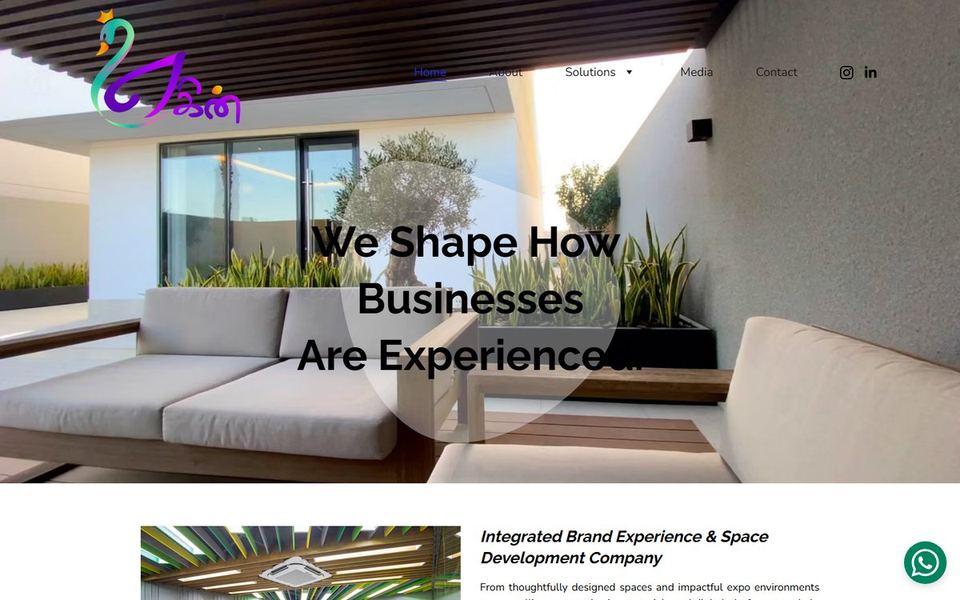 Home About Solutions Media Contact
We Shape How
Businesses
Are Experienced.
Integrated Brand Experience & Space
Development Company
From thoughtfully designed spaces and impactful expo environments